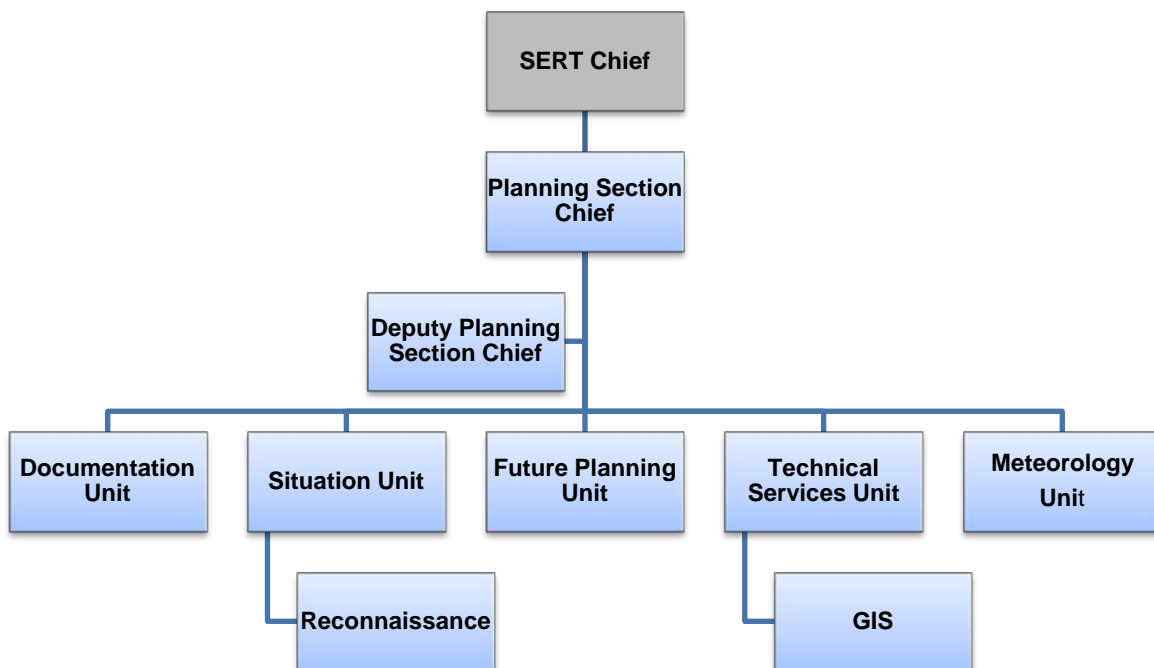 SERT Chief
Planning Section
Chief
Deputy Planning
Section Chief
Documentation
Unit
Situation Unit
Future Planning
Unit
Technical
Services Unit
Meteorology
Unit
Reconnaissance
GIS